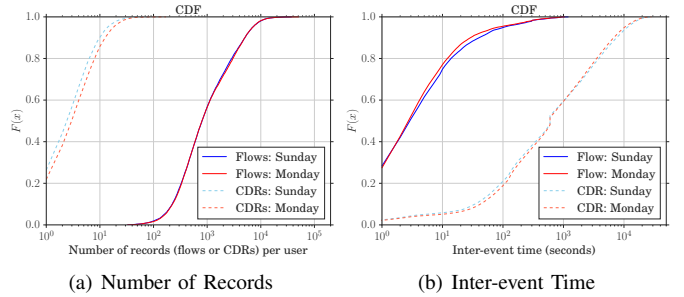 CDF
1.0
0.8
0.6
0.4
0.2
0.0
F(x)
Flows: Sunday
Flows: Monday
CDRs: Sunday
CDRs: Monday
10^0 10^1 10^2 10^3 10^4 10^5
Number of records (flows or CDRs) per user
(a) Number of Records
CDF
1.0
0.8
0.6
0.4
0.2
0.0
F(x)
Flow: Sunday
Flow: Monday
CDR: Sunday
CDR: Monday
10^0 10^1 10^2 10^3 10^4
Inter-event time (seconds)
(b) Inter-event Time